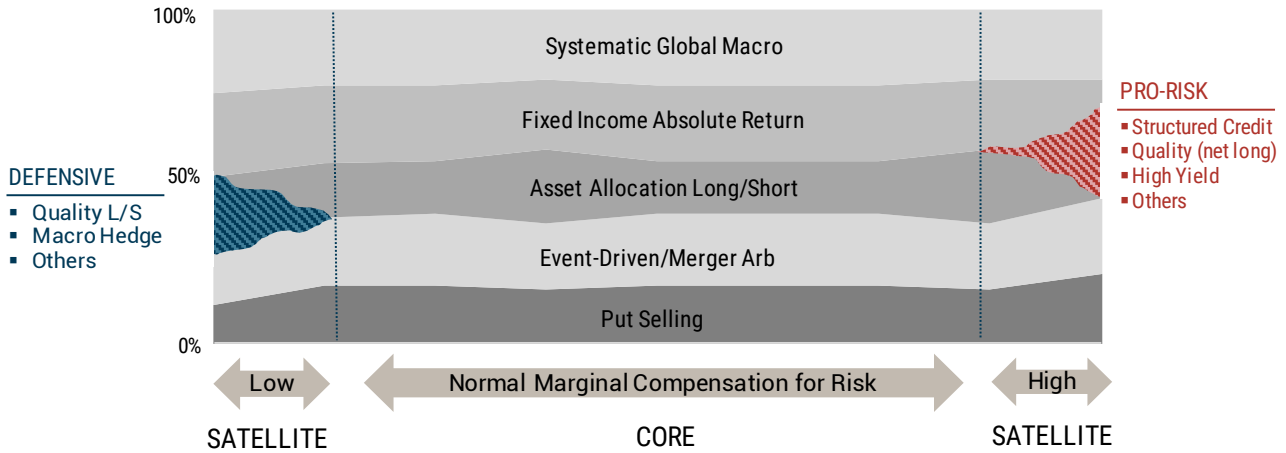 100%
Systematic Global Macro
Fixed Income Absolute Return
50%
Asset Allocation Long/Short
Event-Driven/Merger Arb
Put Selling
0%
DEFENSIVE
▪ Quality L/S
▪ Macro Hedge
▪ Others
PRO-RISK
▪ Structured Credit
▪ Quality (net long)
▪ High Yield
▪ Others
Low
Normal Marginal Compensation for Risk
High
SATELLITE
CORE
SATELLITE